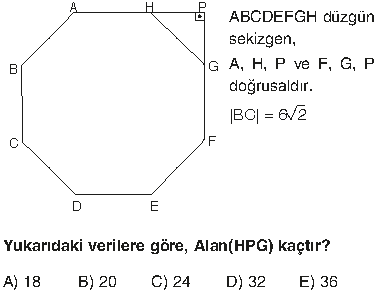 A H P
ABCDEFGH düzgün
sekizgen,
B G
A, H, P ve F, G, P
doğrusaldır.
|BC| = 6√2
C F
D E
Yukarıdaki verilere göre, Alan(HPG) kaçtır?
A) 18 B) 20 C) 24 D) 32 E) 36